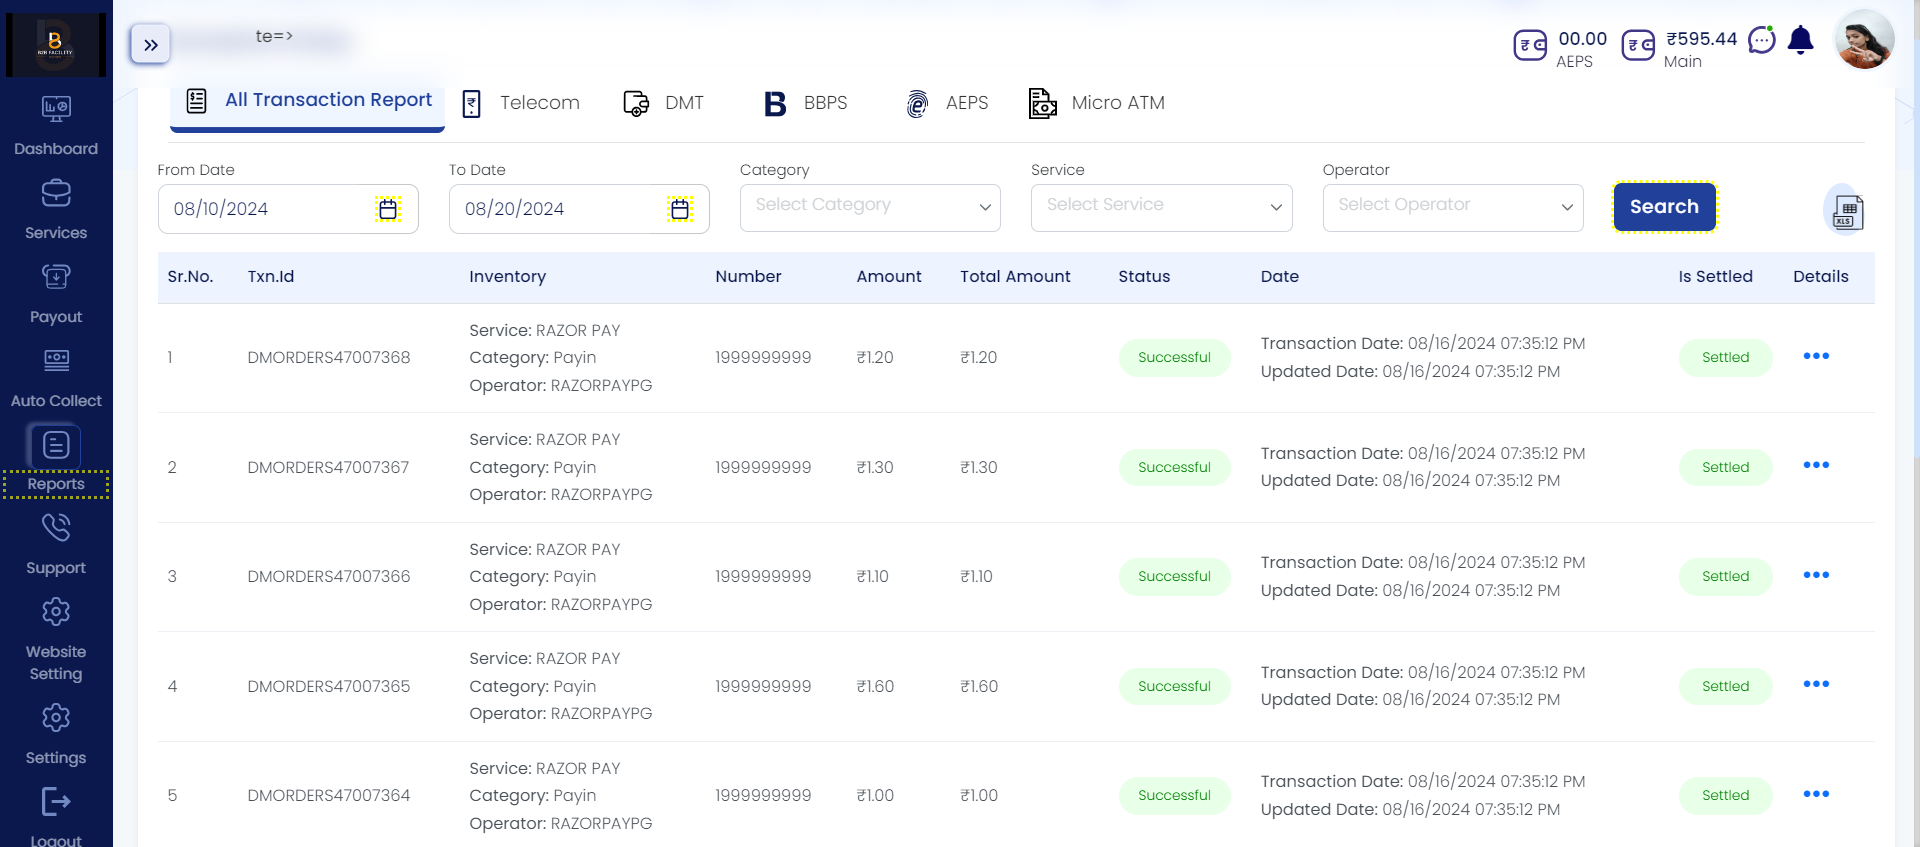 te=>
00.00
AEPS
₹595.44
Main
B2B FACILITY
Dashboard
Services
Payout
Auto Collect
Reports
Support
Website
Setting
Settings
Logout
All Transaction Report Telecom DMT BBPS AEPS Micro ATM
From Date To Date Category Service Operator
08/10/2024 08/20/2024 Select Category Select Service Select Operator Search XLS
Sr.No. Txn.Id Inventory Number Amount Total Amount Status Date Is Settled Details
Service: RAZOR PAY
1 DMORDERS47007368 Category: Payin 1999999999 ₹1.20 ₹1.20 Successful Transaction Date: 08/16/2024 07:35:12 PM Settled
Operator: RAZORPAYPG Updated Date: 08/16/2024 07:35:12 PM
Service: RAZOR PAY
2 DMORDERS47007367 Category: Payin 1999999999 ₹1.30 ₹1.30 Successful Transaction Date: 08/16/2024 07:35:12 PM Settled
Operator: RAZORPAYPG Updated Date: 08/16/2024 07:35:12 PM
Service: RAZOR PAY
3 DMORDERS47007366 Category: Payin 1999999999 ₹1.10 ₹1.10 Successful Transaction Date: 08/16/2024 07:35:12 PM Settled
Operator: RAZORPAYPG Updated Date: 08/16/2024 07:35:12 PM
Service: RAZOR PAY
4 DMORDERS47007365 Category: Payin 1999999999 ₹1.60 ₹1.60 Successful Transaction Date: 08/16/2024 07:35:12 PM Settled
Operator: RAZORPAYPG Updated Date: 08/16/2024 07:35:12 PM
Service: RAZOR PAY
5 DMORDERS47007364 Category: Payin 1999999999 ₹1.00 ₹1.00 Successful Transaction Date: 08/16/2024 07:35:12 PM Settled
Operator: RAZORPAYPG Updated Date: 08/16/2024 07:35:12 PM